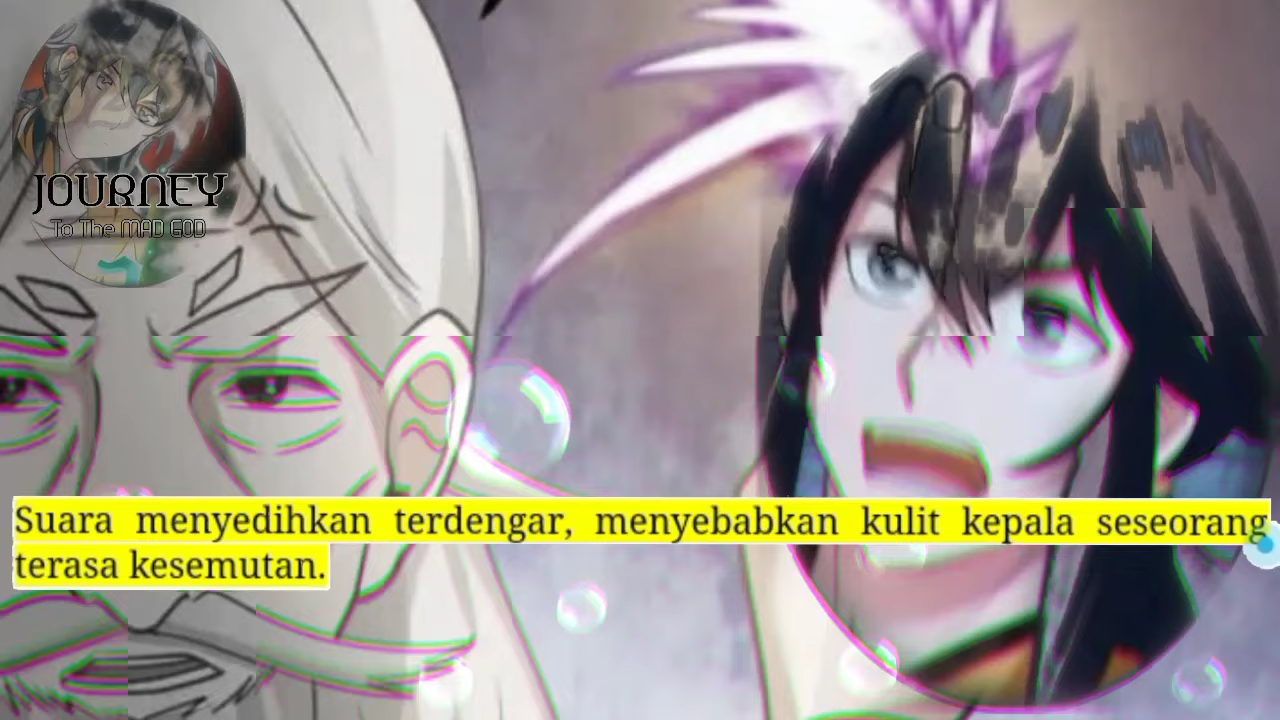 JOURNEY
To The MAD GOD
Suara menyedihkan terdengar, menyebabkan kulit kepala seseorang
terasa kesemutan.